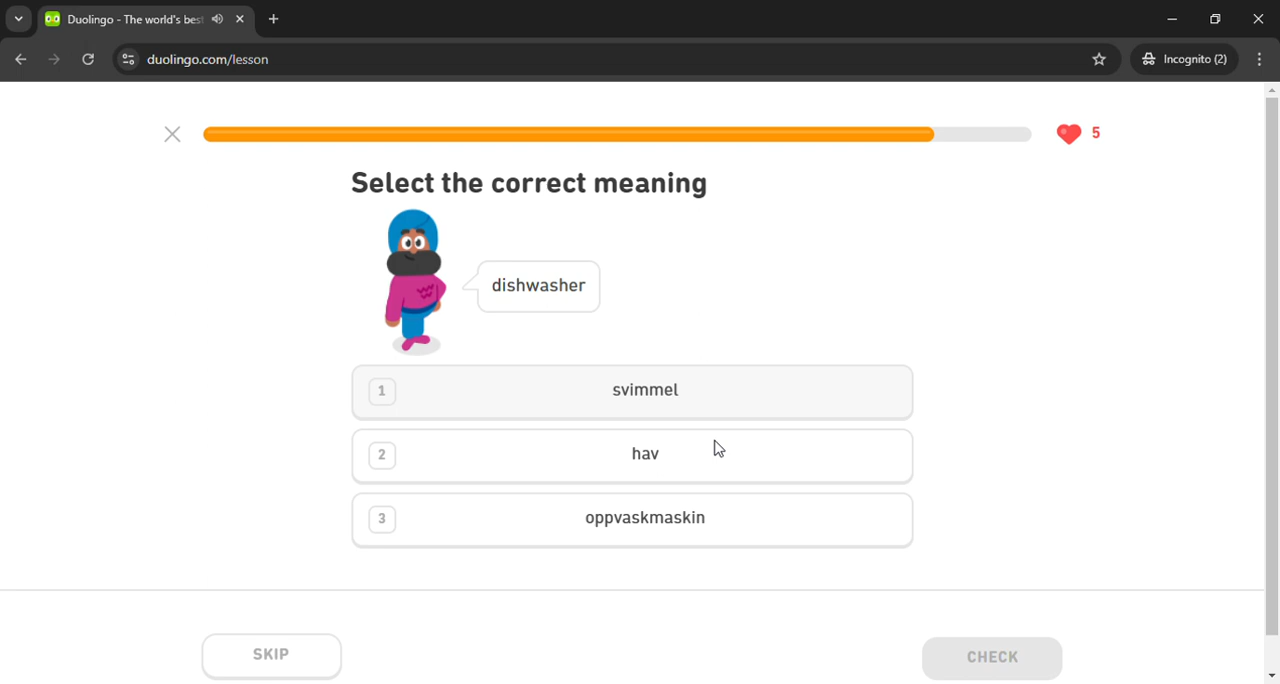 Duolingo - The world's best
duolingo.com/lesson
Incognito (2)
5
Select the correct meaning
dishwasher
1 svimmel
2 hav
3 oppvaskmaskin
SKIP
CHECK